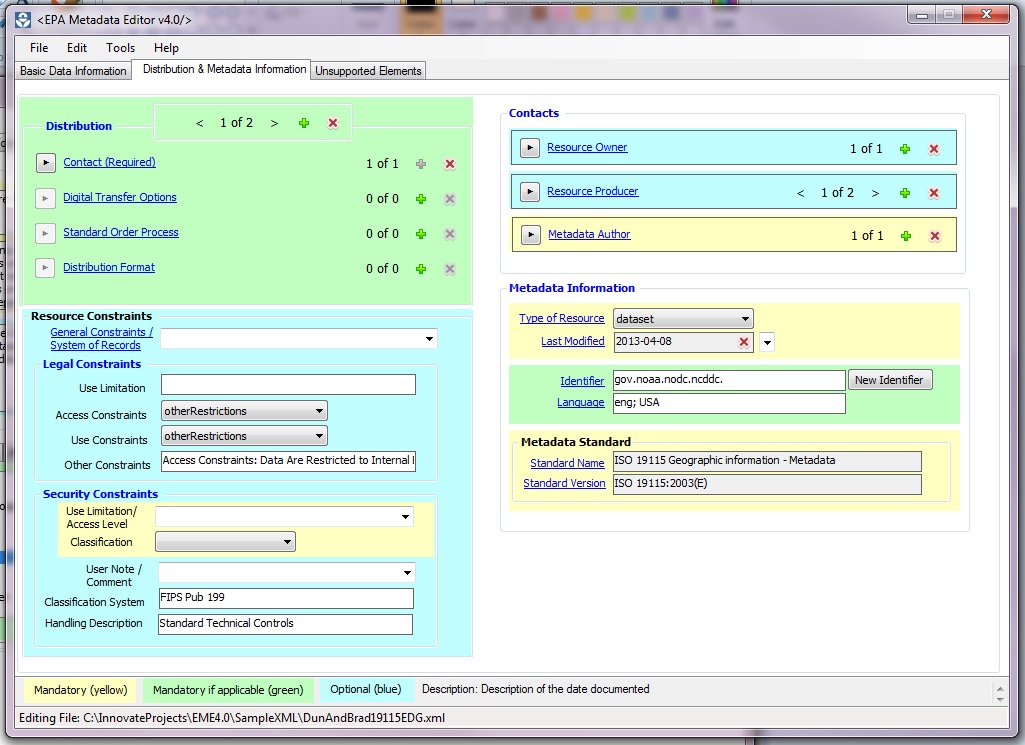 <EPA Metadata Editor v4.0/>
File Edit Tools Help
Basic Data Information Distribution & Metadata Information Unsupported Elements
Distribution < 1 of 2 >
Contact (Required) 1 of 1
Digital Transfer Options 0 of 0
Standard Order Process 0 of 0
Distribution Format 0 of 0
Resource Constraints
General Constraints /
System of Records
Legal Constraints
Use Limitation
Access Constraints otherRestrictions
Use Constraints otherRestrictions
Other Constraints Access Constraints: Data Are Restricted to Internal
Security Constraints
Use Limitation/
Access Level
Classification
User Note /
Comment
Classification System FIPS Pub 199
Handling Description Standard Technical Controls
Contacts
Resource Owner 1 of 1
Resource Producer < 1 of 2 >
Metadata Author 1 of 1
Metadata Information
Type of Resource dataset
Last Modified 2013-04-08
Identifier gov.noaa.nodc.ncddc. New Identifier
Language eng; USA
Metadata Standard
Standard Name ISO 19115 Geographic information - Metadata
Standard Version ISO 19115:2003(E)
Mandatory (yellow) Mandatory if applicable (green) Optional (blue) Description: Description of the date documented
Editing File: C:\InnovateProjects\EME4.0\SampleXML\DunAndBrad19115EDG.xml